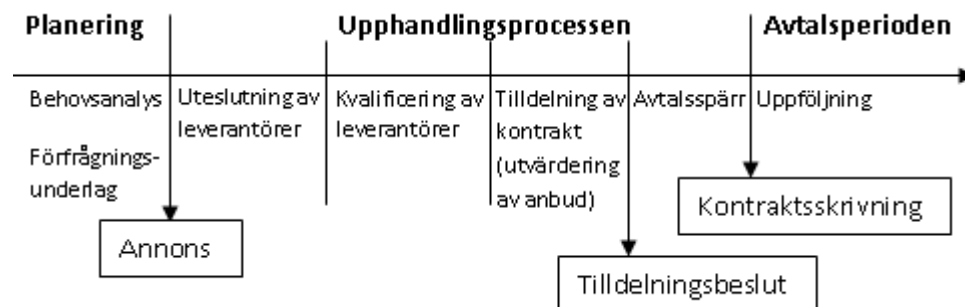 Planering
Upphandlingsprocessen
Avtalsperioden
Behovsanalys
Förfrågnings-
underlag
Uteslutning av
leverantörer
Kvalificering av
leverantörer
Tilldelning av
kontrakt
(utvärdering
av anbud)
Avtalsspärr
Uppföljning
Annons
Tilldelningsbeslut
Kontraktsskrivning